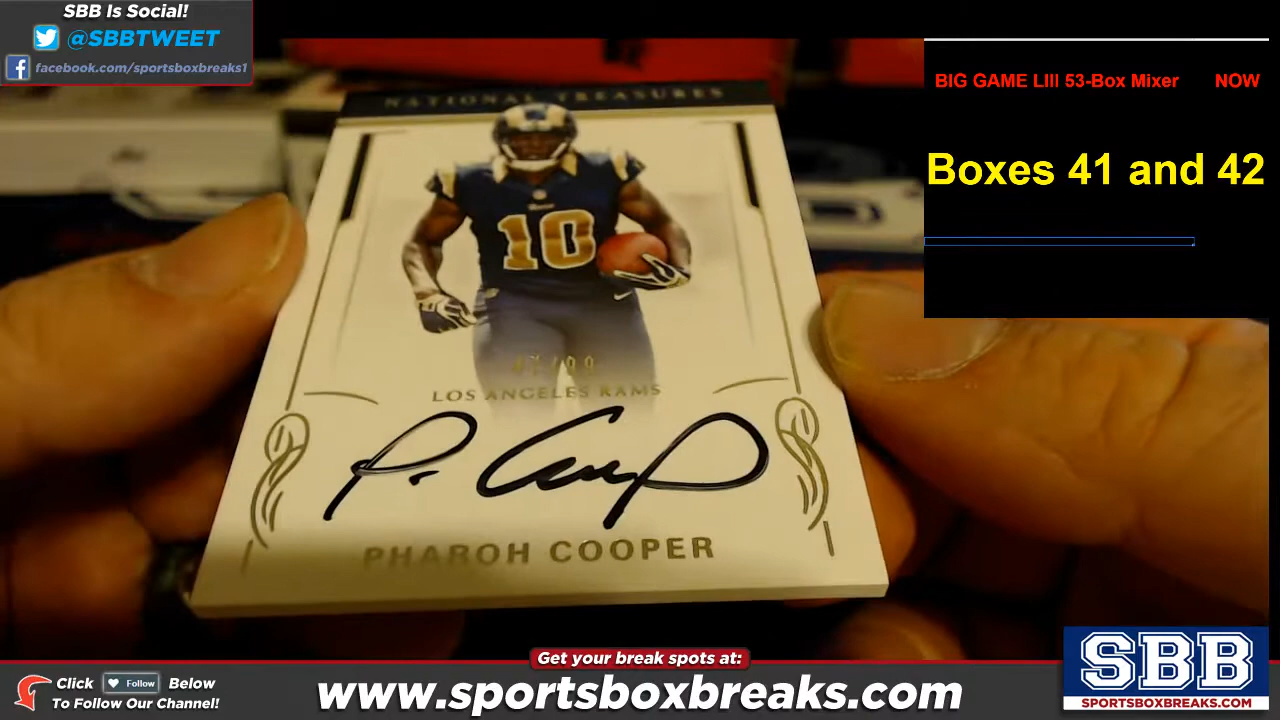 SBB Is Social!
@SBBTWEET
facebook.com/sportsboxbreaks1
BIG GAME LIII 53-Box Mixer NOW
Boxes 41 and 42
NATIONAL TREASURES
10
LOS ANGELES RAMS
P. Coop
PHAROH COOPER
Get your break spots at:
Click Follow Below
To Follow Our Channel!
www.sportsboxbreaks.com
SBB
SPORTSBOXBREAKS.COM